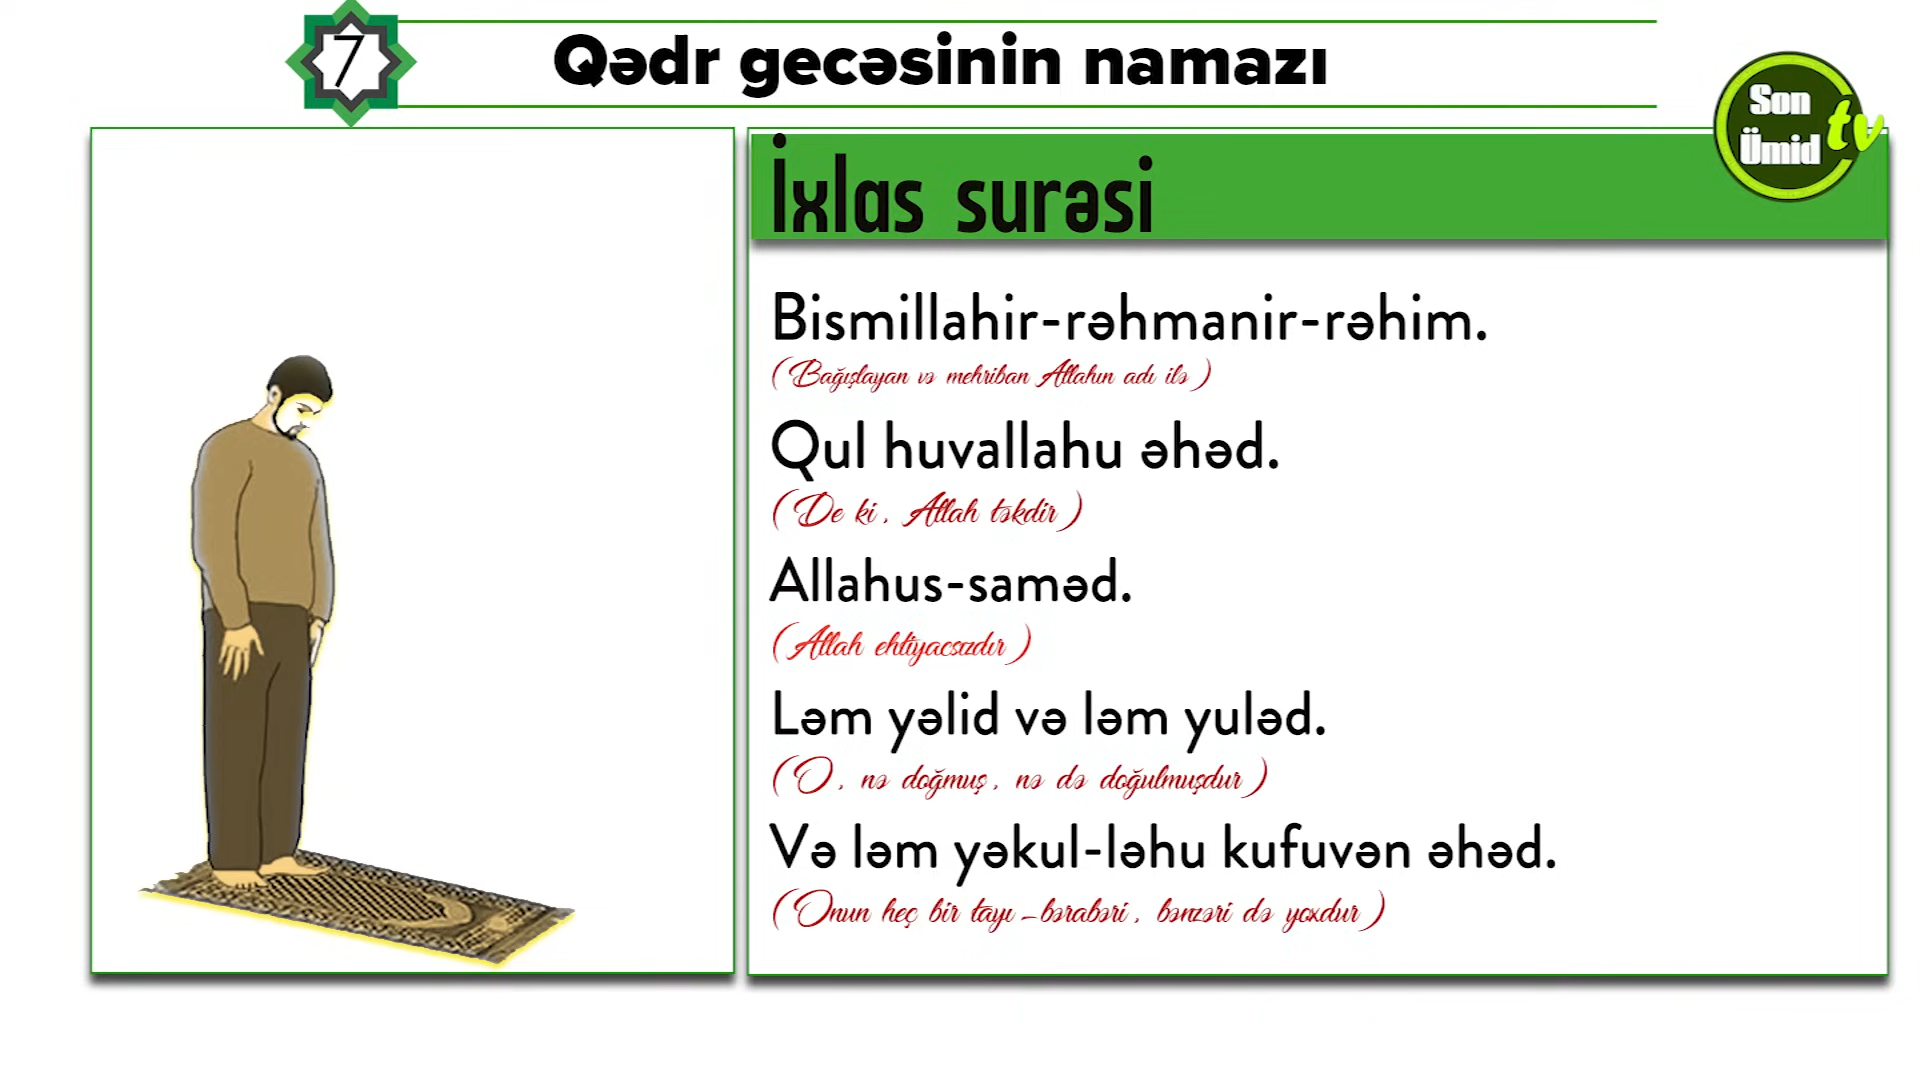 7
Qədr gecəsinin namazı
Son
Ümid
tv
İxlas surəsi
Bismillahir-rəhmanir-rəhim.
(Bağışlayan və mehriban Allahın adı ilə)
Qul huvallahu əhəd.
(De ki, Allah təkdir)
Allahus-saməd.
(Allah ehtiyacsızdır)
Ləm yəlid və ləm yuləd.
(O, nə doğmuş, nə də doğulmuşdur)
Və ləm yəkul-ləhu kufuvən əhəd.
(Onun heç bir tayı-bərabəri, bənzəri də yoxdur)